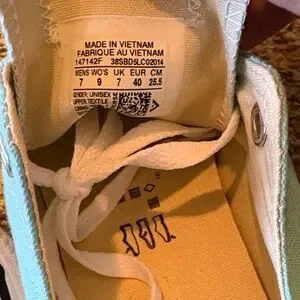 MADE IN VIETNAM
FABRIQUE AU VIETNAM
147142F 38SBD5LC02014
MENS WO'S UK EUR CM
7 9 7 40 25.5
GENDER: UNISEX
UPPER: TEXTILE